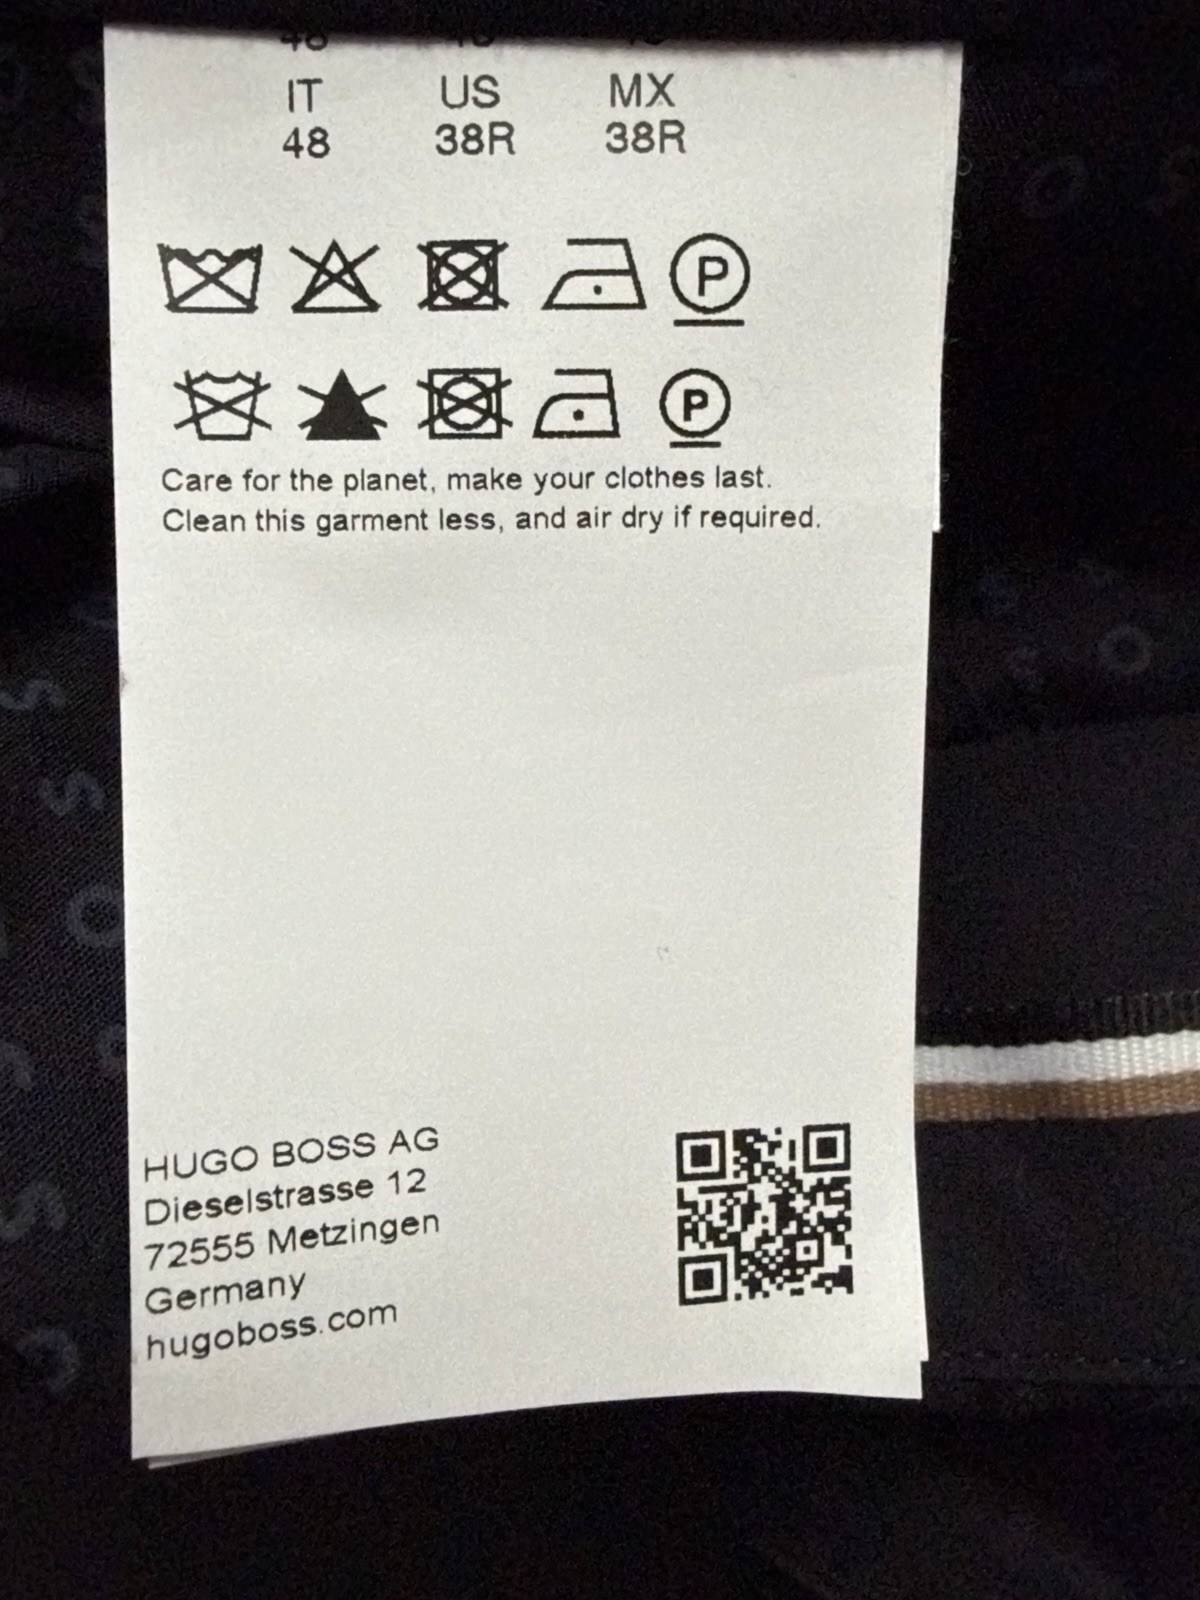 IT US MX
48 38R 38R
P
P
Care for the planet, make your clothes last.
Clean this garment less, and air dry if required.
HUGO BOSS AG
Dieselstrasse 12
72555 Metzingen
Germany
hugoboss.com